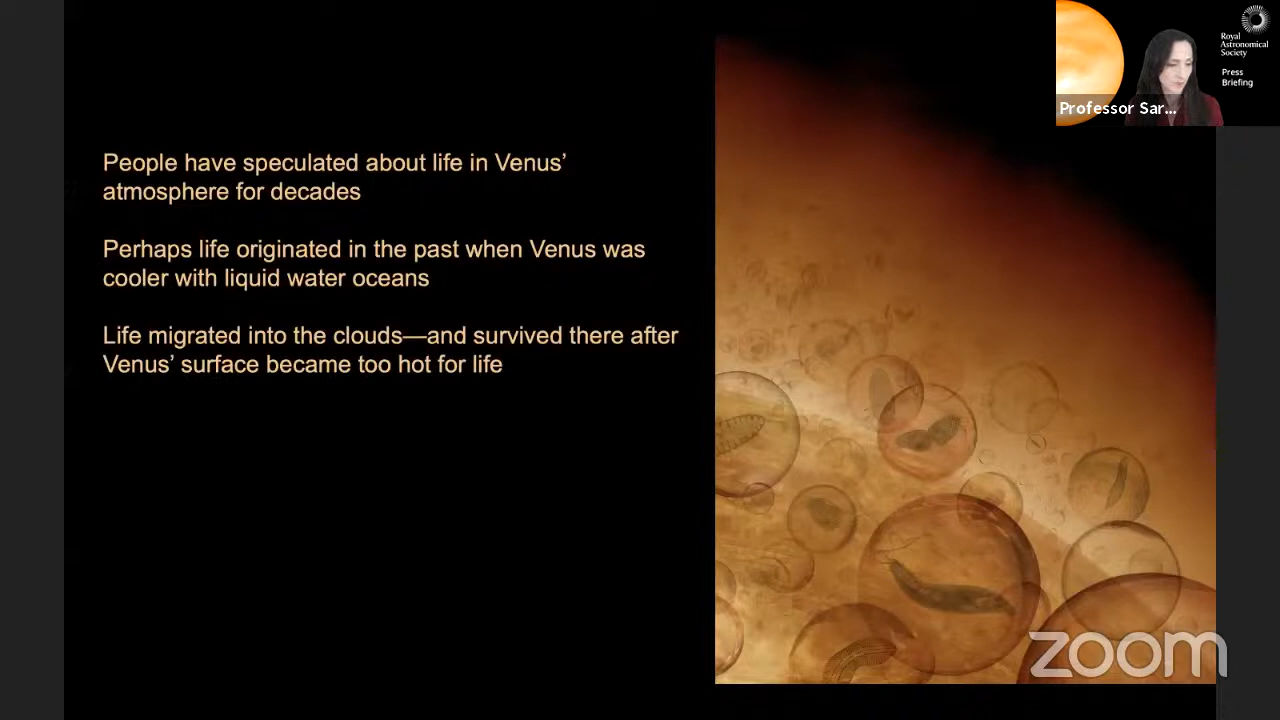 People have speculated about life in Venus’
atmosphere for decades
Perhaps life originated in the past when Venus was
cooler with liquid water oceans
Life migrated into the clouds—and survived there after
Venus’ surface became too hot for life
Royal
Astronomical
Society
Press
Briefing
Professor Sar...
zoom